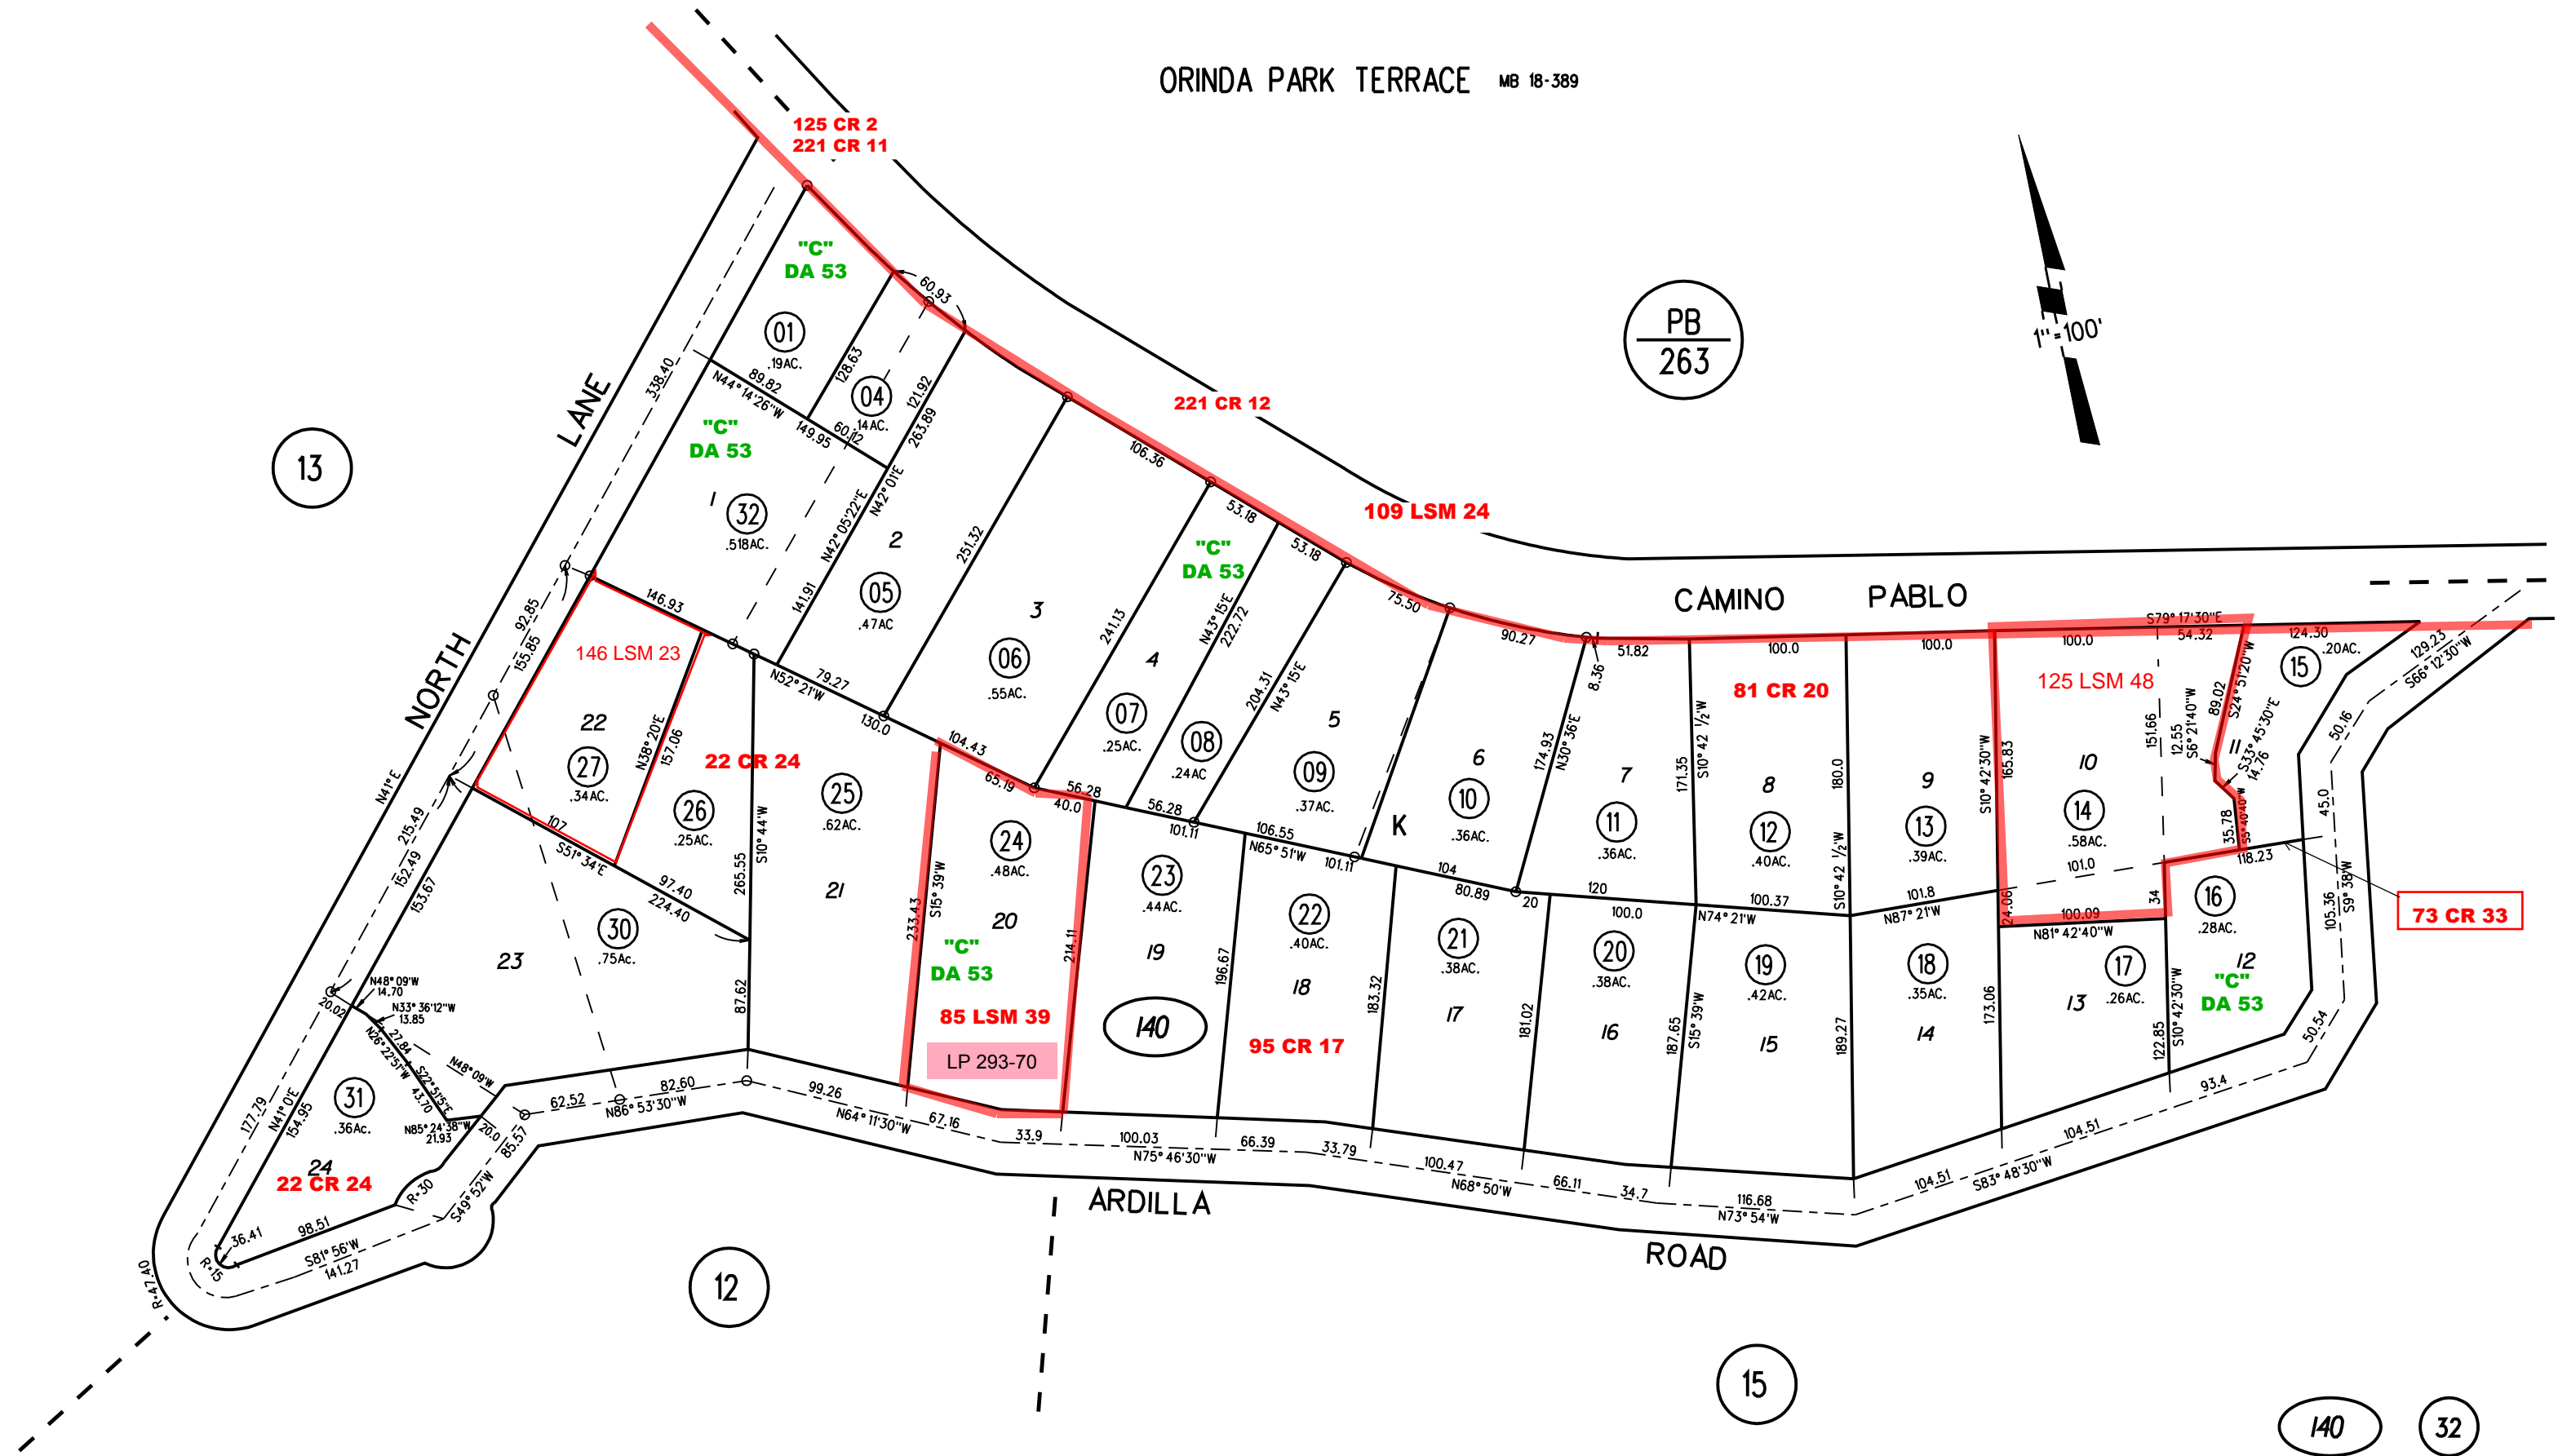 ORINDA PARK TERRACE MB 18-389
125 CR 2
221 CR 11
"C"
DA 53
60.93
01
.19AC.
128.63
04
.14AC.
121.92
263.89
89.82
N44°14'26"W
149.95
60.12
338.40
LANE
13
PB
263
1"=100'
221 CR 12
"C"
DA 53
1
32
.518AC.
N42°05'22"E
N42°01'E
2
05
.47AC
141.91
251.32
106.36
53.18
53.18
109 LSM 24
"C"
DA 53
3
06
.55AC.
241.13
4
07
.25AC.
N43°15'E
222.72
08
.24AC
204.31
N43°15'E
75.50
90.27
5
09
.37AC.
6
10
.36AC.
K
174.93
N30°36'E
8.36
51.82
CAMINO PABLO
100.0
100.0
100.0
S79°17'30"E
54.32
124.30
129.23
S66°12'30"W
.20AC.
15
81 CR 20
125 LSM 48
7
11
.36AC.
171.35
S10°42 ½'W
8
12
.40AC.
180.0
S10°42 ½'W
9
13
.39AC.
S10°42'30"W
165.83
10
14
.58AC.
151.66
12.55
S6°21'40"W
89.02
S24°51'20"W
11
S33°45'30"E
14.76
35.78
S5°40'40"W
118.23
50.16
45.0
S9°38'W
105.36
50.54
73 CR 33
146.93
92.85
155.85
NORTH
146 LSM 23
22
27
.34AC.
N38°20'E
157.06
22 CR 24
26
.25AC.
107
S51°34'E
97.40
224.40
N41°E
215.49
152.49
153.67
79.27
N52°21'W
130.0
104.43
65.19
56.28
40.0
56.28
101.11
106.55
N65°51'W
101.11
104
80.89
120
20
100.0
100.37
N74°21'W
101.8
N87°21'W
101.0
24.06
100.09
N81°42'40"W
34
25
.62AC.
21
265.55
S10°44'W
87.62
233.43
S15°39'W
24
.48AC.
20
"C"
DA 53
85 LSM 39
LP 293-70
214.11
23
.44AC.
19
140
196.67
22
.40AC.
18
95 CR 17
183.32
21
.38AC.
17
181.02
20
.38AC.
16
187.65
S15°39'W
19
.42AC.
15
189.27
18
.35AC.
14
173.06
17
.26AC.
13
122.85
S10°42'30"W
16
.28AC.
12
"C"
DA 53
23
30
.75Ac.
N48°09'W
14.70
20.02
N33°36'12"W
13.85
27.84
N26°22'51"W
S22°51'5"E
43.70
N48°09'W
N85°24'38"W
21.93
20.0
85.57
S49°52'W
31
.36Ac.
24
22 CR 24
177.79
N41°0'E
154.95
R=30
98.51
36.41
R=15
S81°56'W
141.27
R=47.40
62.52
82.60
N86°53'30"W
99.26
N64°11'30"W
67.16
33.9
100.03
N75°46'30"W
66.39
33.79
100.47
N68°50'W
66.11
34.7
116.68
N73°54'W
104.51
S83°48'30"W
104.51
93.4
ARDILLA
ROAD
12
15
140
32